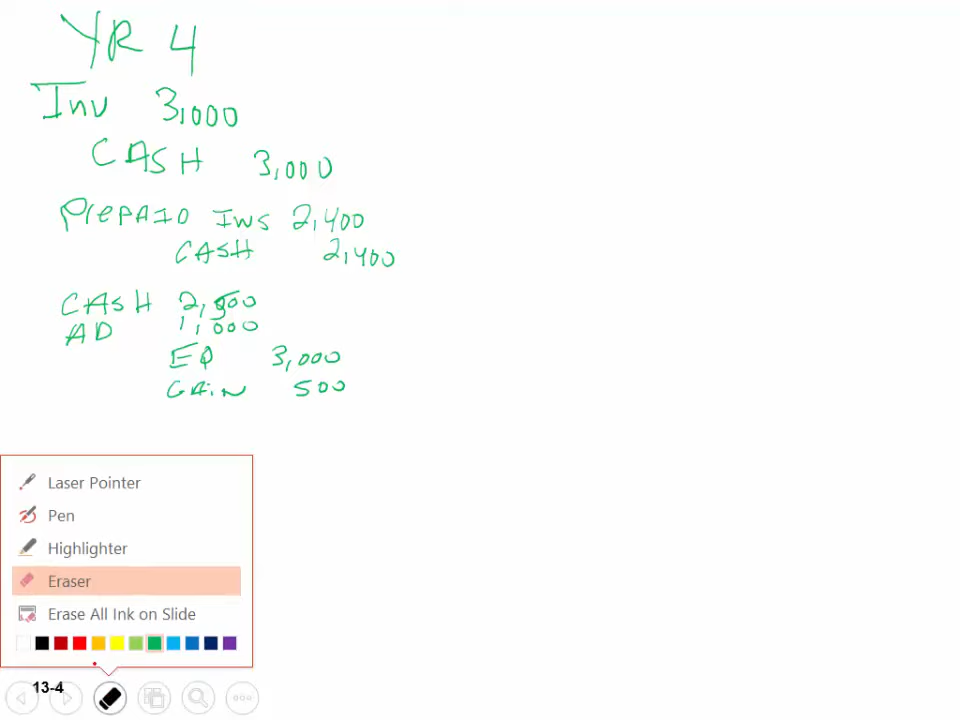 YR 4
Inv 3,000
CASH 3,000
PrePAID INS 2,400
CASH 2,400
CASH 2,500
AD 1,000
EQ 3,000
GAiN 500
Laser Pointer
Pen
Highlighter
Eraser
Erase All Ink on Slide
13-4